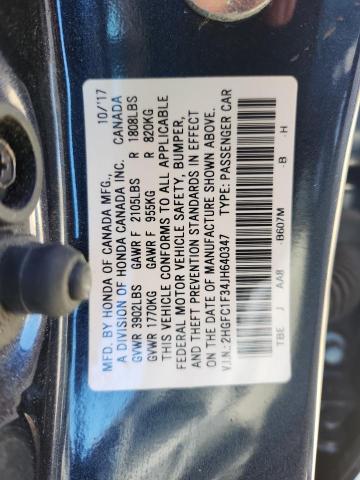 MFD. BY HONDA OF CANADA MFG., 10/'17
A DIVISION OF HONDA CANADA INC. CANADA
GVWR 3902LBS GAWR F 2105LBS R 1808LBS
GVWR 1770KG GAWR F 955KG R 820KG
THIS VEHICLE CONFORMS TO ALL APPLICABLE
FEDERAL MOTOR VEHICLE SAFETY, BUMPER,
AND THEFT PREVENTION STANDARDS IN EFFECT
ON THE DATE OF MANUFACTURE SHOWN ABOVE.
V.I.N.: 2HGFC1F34JH640347 TYPE: PASSENGER CAR
B607M
TBE J AA8 B H